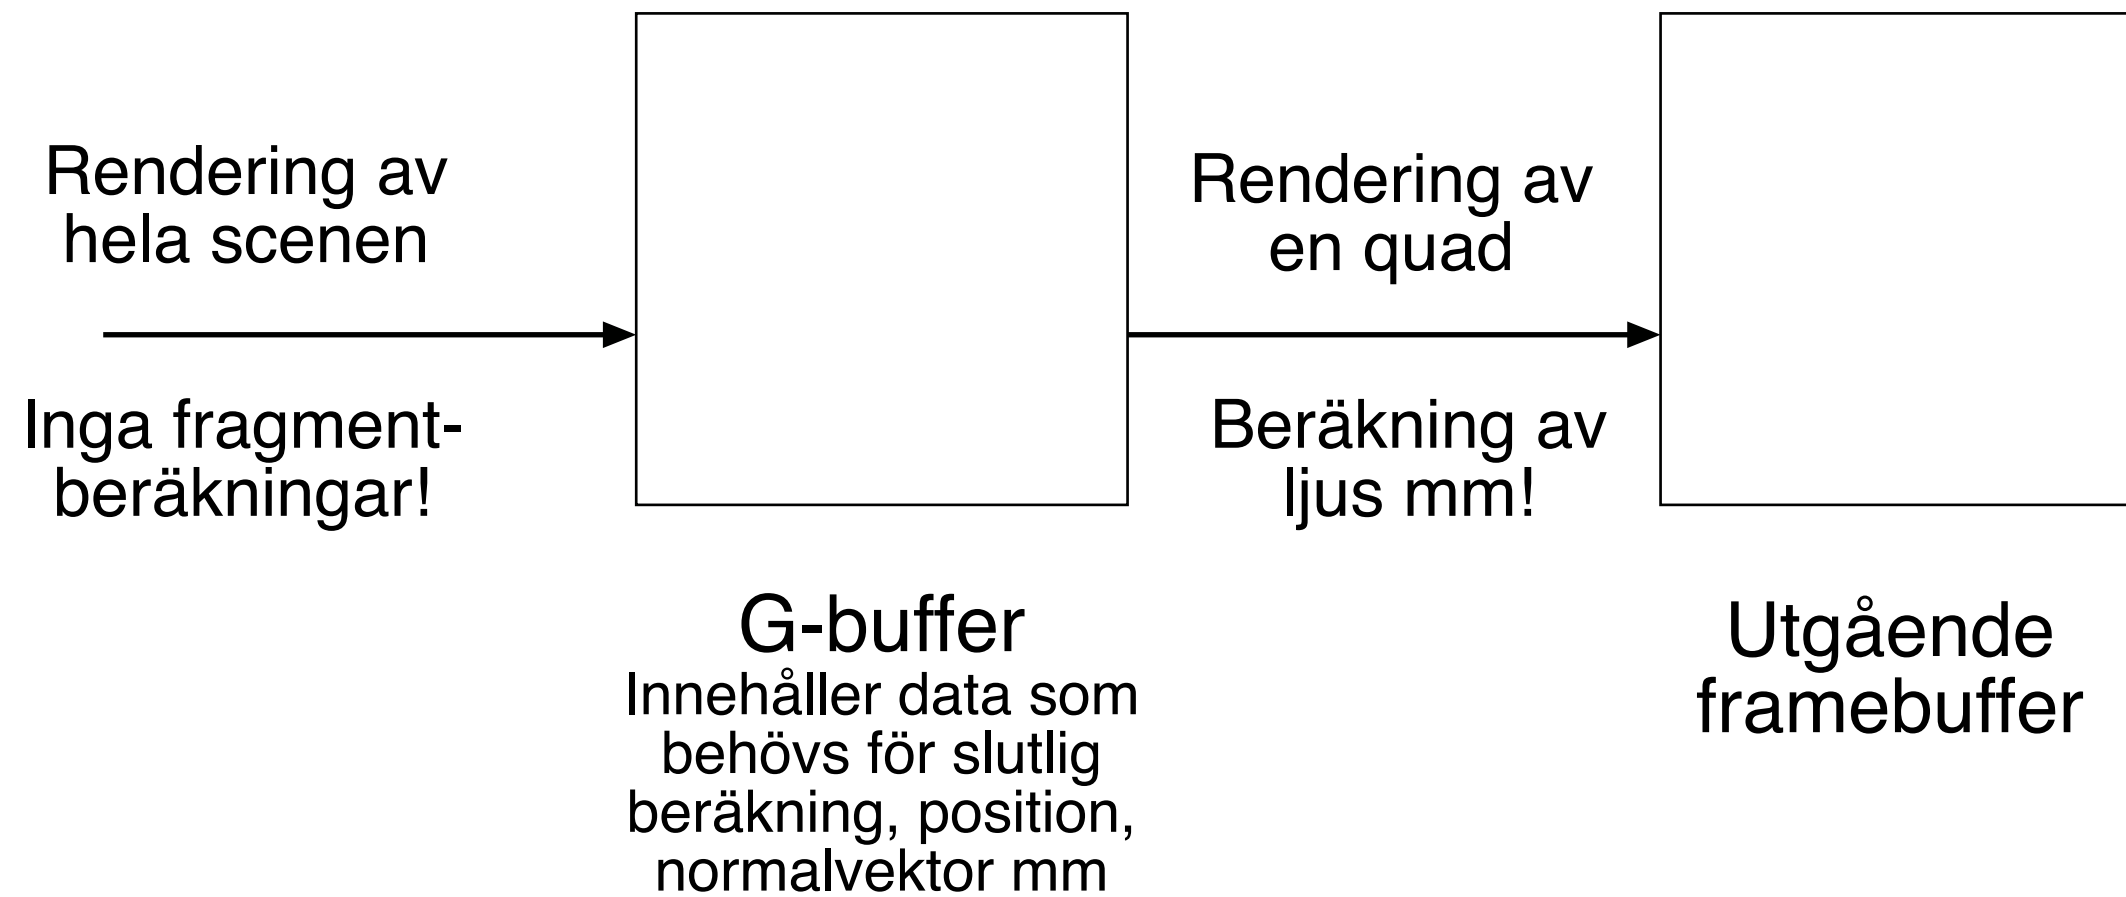 Rendering av
hela scenen
Inga fragment-
beräkningar!
G-buffer
Innehåller data som
behövs för slutlig
beräkning, position,
normalvektor mm
Rendering av
en quad
Beräkning av
ljus mm!
Utgående
framebuffer